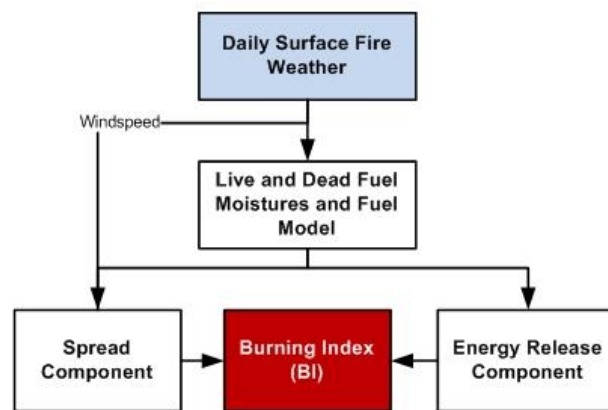 Daily Surface Fire
Weather
Windspeed
Live and Dead Fuel
Moistures and Fuel
Model
Spread
Component
Burning Index
(BI)
Energy Release
Component